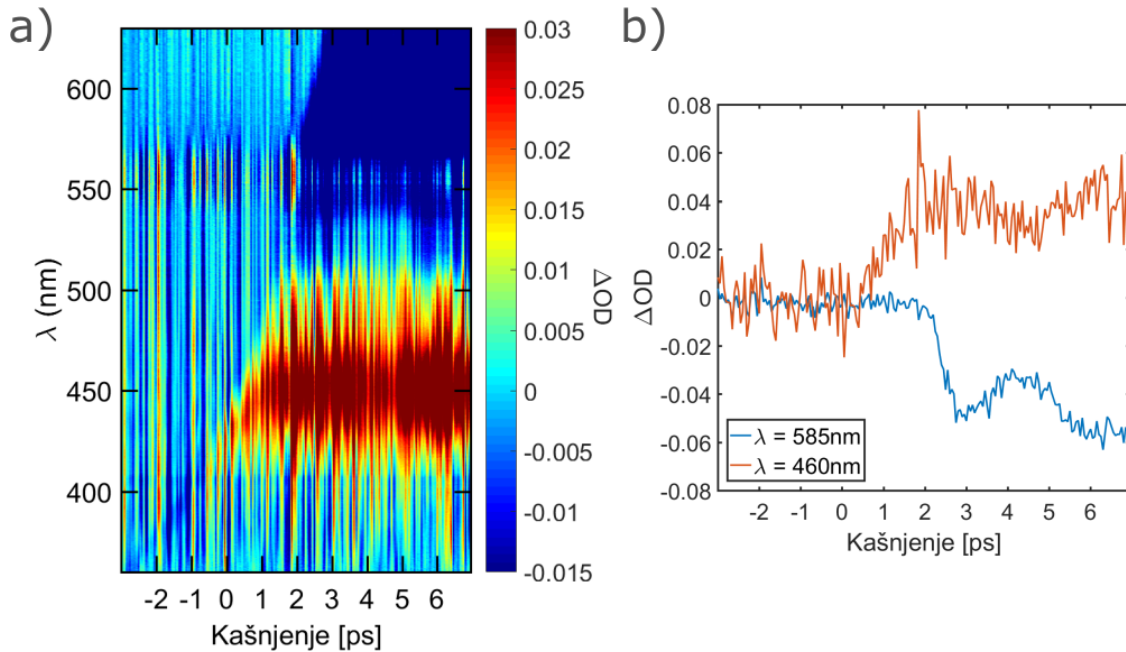 a)
600
550
500
450
400
λ (nm)
-2 -1 0 1 2 3 4 5 6
Kašnjenje [ps]
0.03
0.025
0.02
0.015
0.01
0.005
0
-0.005
-0.01
-0.015
ΔOD
b)
0.08
0.06
0.04
0.02
0
-0.02
-0.04
-0.06
-0.08
ΔOD
λ = 585nm
λ = 460nm
-2 -1 0 1 2 3 4 5 6
Kašnjenje [ps]